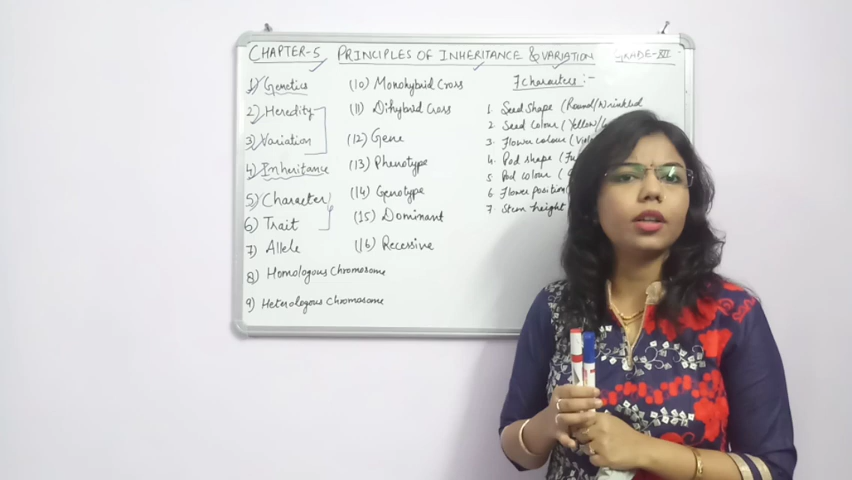 CHAPTER-5 PRINCIPLES OF INHERITANCE & VARIATION GRADE-XII
1) Genetics
2) Heredity
3) Variation
4) Inheritance
5) Character
6) Trait
7) Allele
8) Homologous Chromosome
9) Heterologous Chromosome
(10) Monohybrid Cross
(11) Dihybrid Cross
(12) Gene
(13) Phenotype
(14) Genotype
(15) Dominant
(16) Recessive
7 characters:-
1. Seed Shape (Round/Wrinkled
2. Seed colour (Yellow/
3. Flower colour (
4. Pod shape (
5. Pod colour (
6. Flower position (
7. Stem height